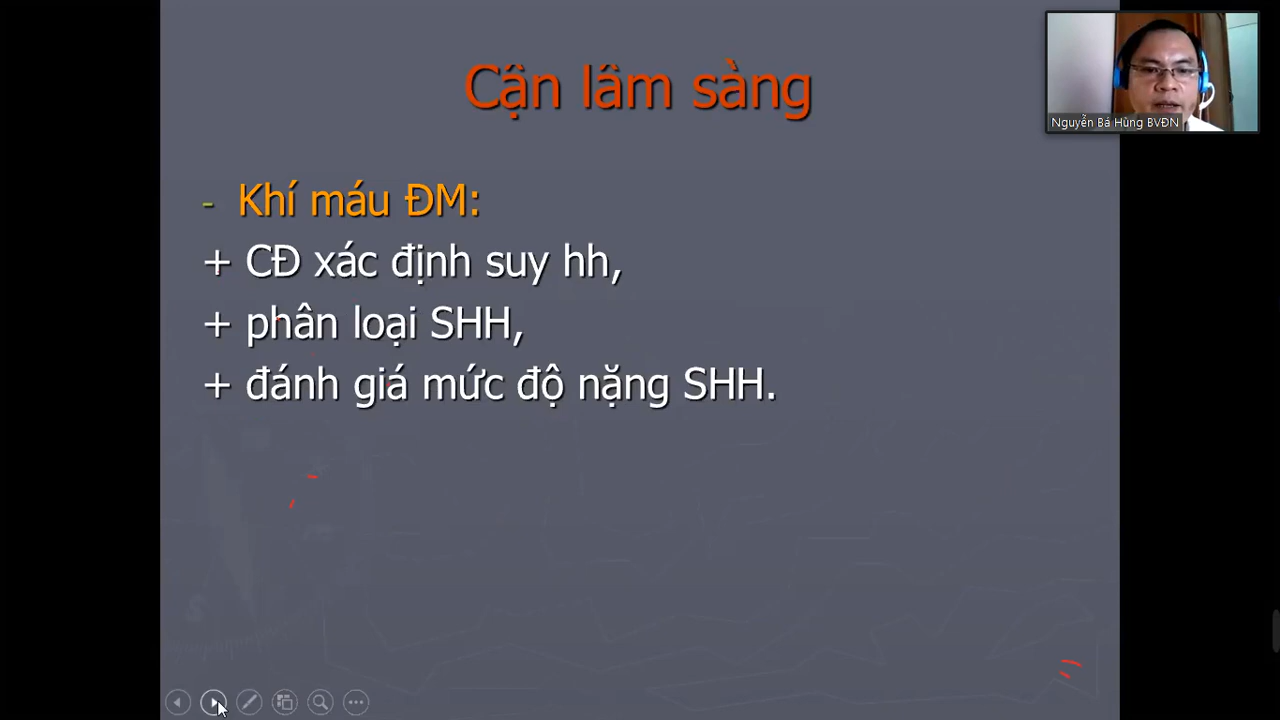 Cận lâm sàng
Nguyễn Bá Hùng BVĐN
- Khí máu ĐM:
+ CĐ xác định suy hh,
+ phân loại SHH,
+ đánh giá mức độ nặng SHH.